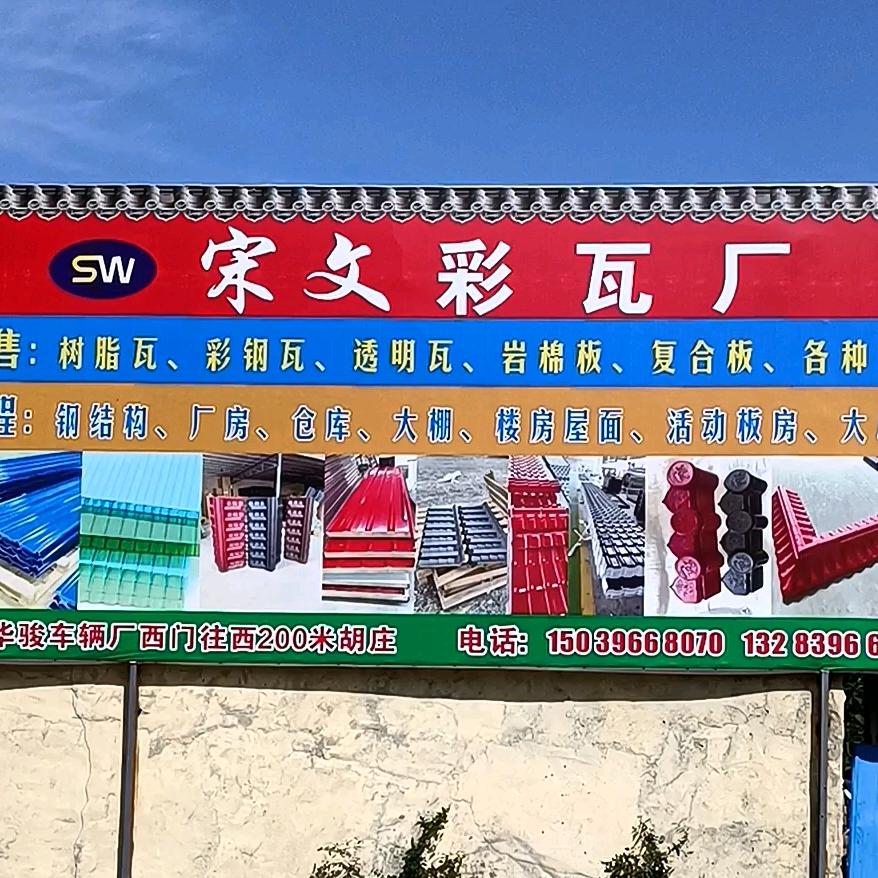 SW 宋文彩瓦厂
售：树脂瓦、彩钢瓦、透明瓦、岩棉板、复合板、各种
程：钢结构、厂房、仓库、大棚、楼房屋面、活动板房、大
华骏车辆厂西门往西200米胡庄 电话：15039668070 13283966